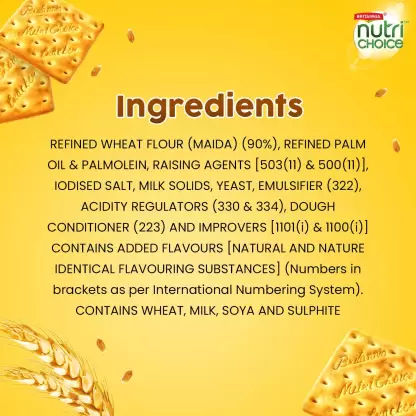 BRITANNIA
nutri
CHOICE
Ingredients
REFINED WHEAT FLOUR (MAIDA) (90%), REFINED PALM
OIL & PALMOLEIN, RAISING AGENTS [503(11) & 500(11)],
IODISED SALT, MILK SOLIDS, YEAST, EMULSIFIER (322),
ACIDITY REGULATORS (330 & 334), DOUGH
CONDITIONER (223) AND IMPROVERS [1101(i) & 1100(i)]
CONTAINS ADDED FLAVOURS [NATURAL AND NATURE
IDENTICAL FLAVOURING SUBSTANCES] (Numbers in
brackets as per International Numbering System).
CONTAINS WHEAT, MILK, SOYA AND SULPHITE